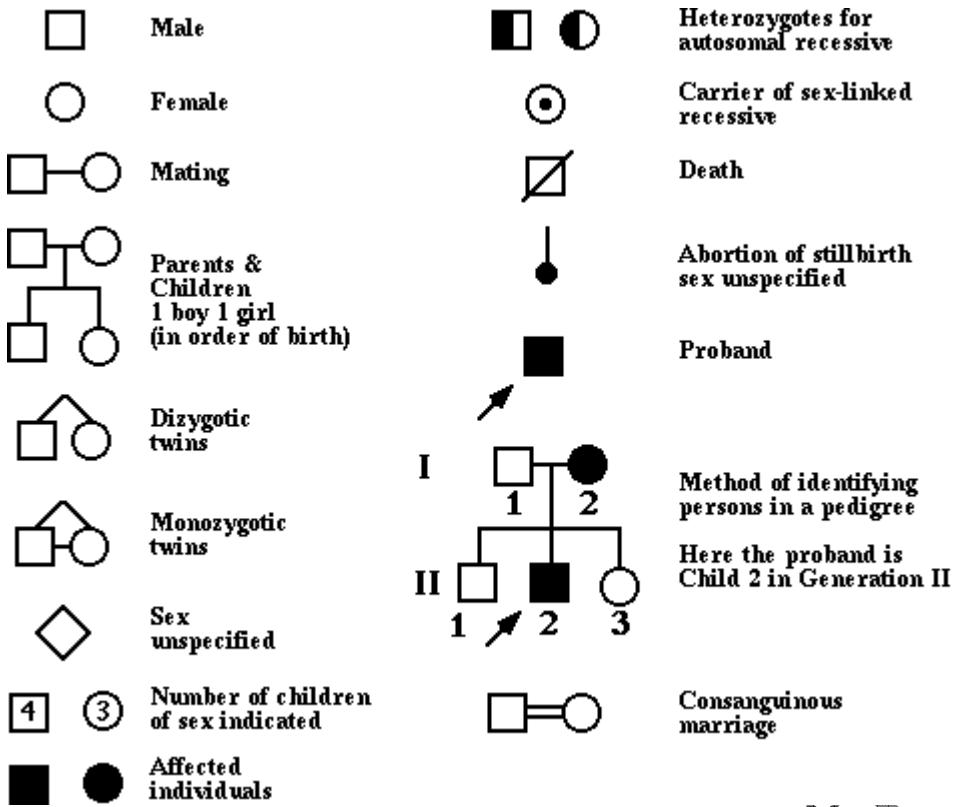 Male
Female
Mating
Parents &
Children
1 boy 1 girl
(in order of birth)
Dizygotic
twins
Monozygotic
twins
Sex
unspecified
4
3
Number of children
of sex indicated
Affected
individuals
Heterozygotes for
autosomal recessive
Carrier of sex-linked
recessive
Death
Abortion of stillbirth
sex unspecified
Proband
I
1 2
II
1 2 3
Method of identifying
persons in a pedigree
Here the proband is
Child 2 in Generation II
Consanguinous
marriage